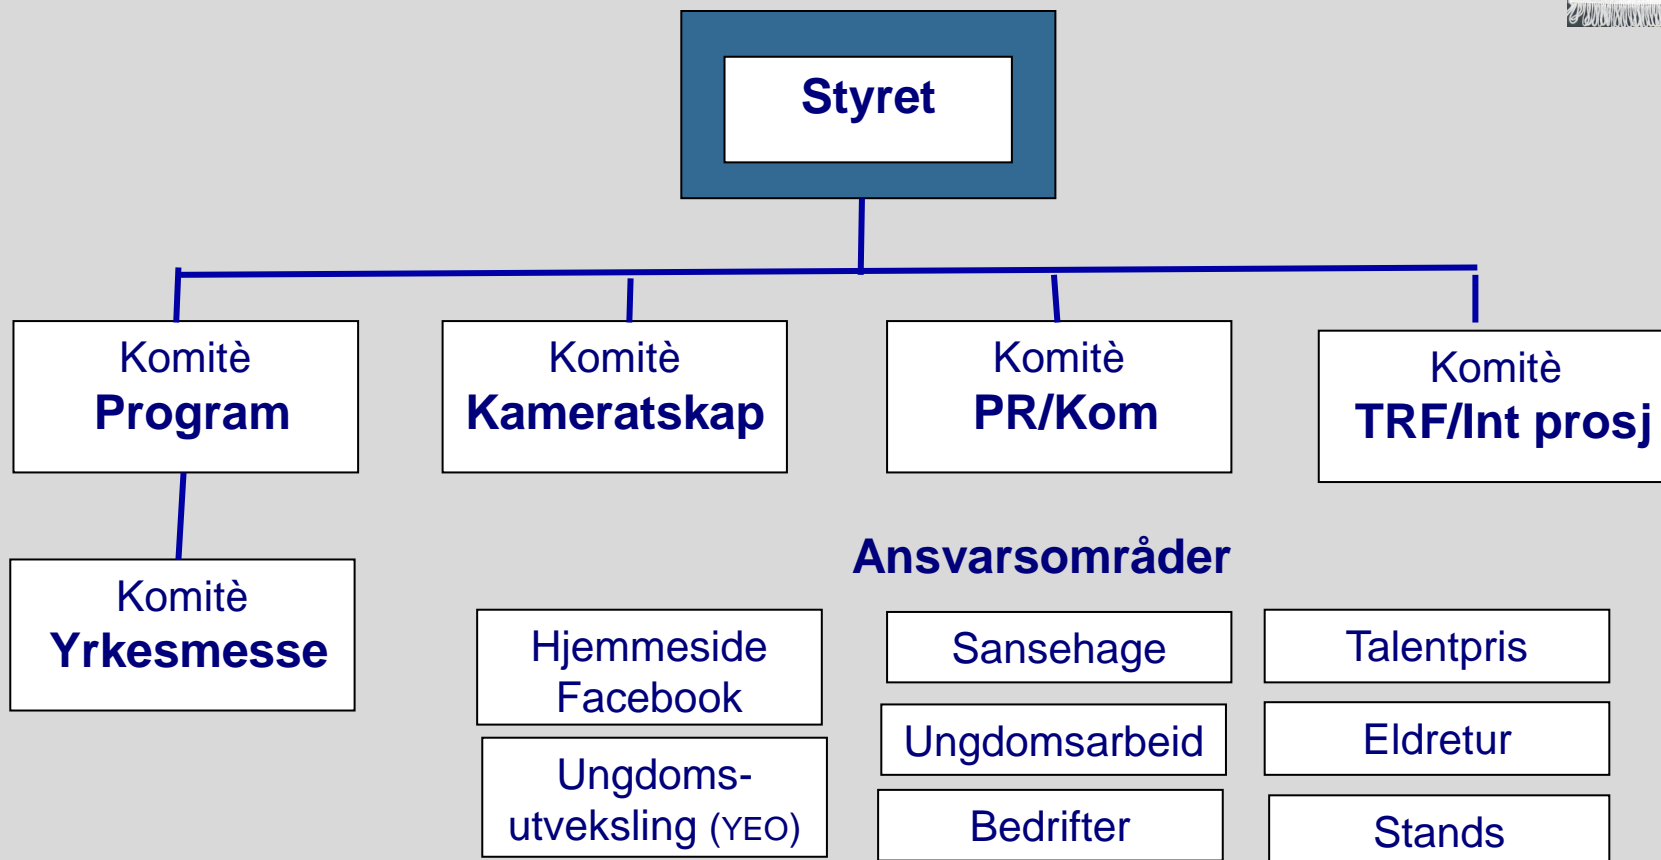 Styret
Komitè
Program
Komitè
Kameratskap
Komitè
PR/Kom
Komitè
TRF/Int prosj
Komitè
Yrkesmesse
Ansvarsområder
Hjemmeside
Facebook
Ungdoms-
utveksling (YEO)
Sansehage
Ungdomsarbeid
Bedrifter
Talentpris
Eldretur
Stands